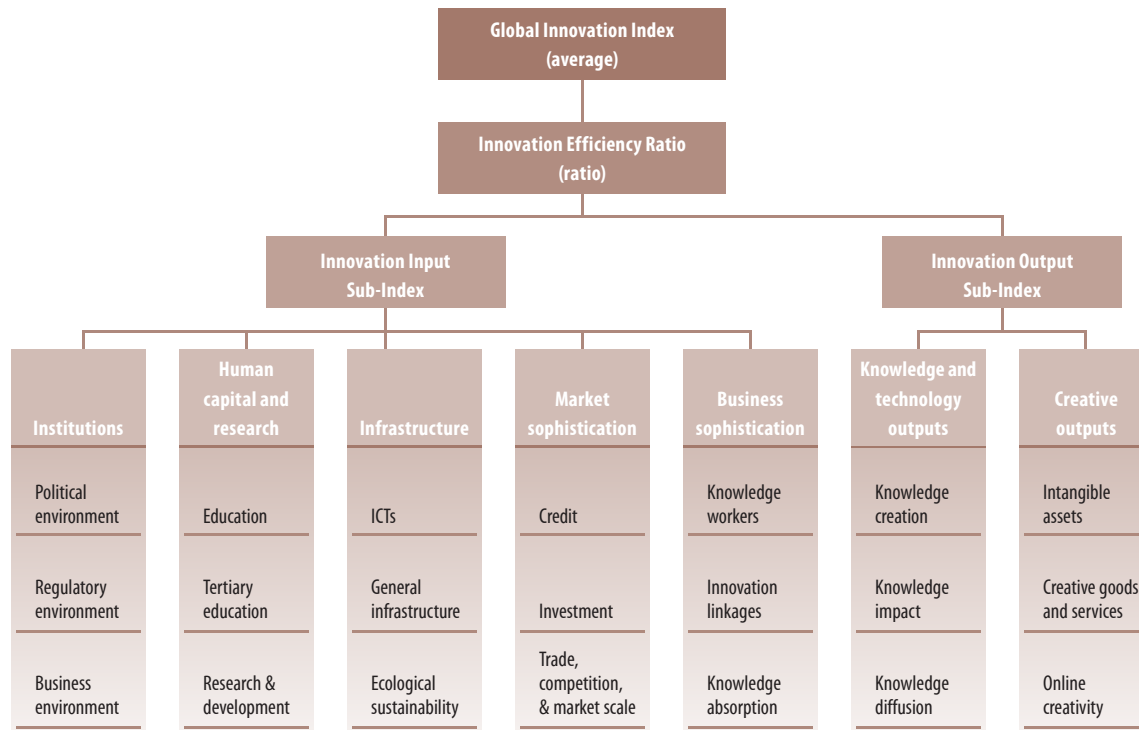 Global Innovation Index
(average)
Innovation Efficiency Ratio
(ratio)
Innovation Input
Sub-Index
Innovation Output
Sub-Index
Institutions
Human
capital and
research
Infrastructure
Market
sophistication
Business
sophistication
Knowledge and
technology
outputs
Creative
outputs
Political
environment
Education
ICTs
Credit
Knowledge
workers
Knowledge
creation
Intangible
assets
Regulatory
environment
Tertiary
education
General
infrastructure
Investment
Innovation
linkages
Knowledge
impact
Creative goods
and services
Business
environment
Research &
development
Ecological
sustainability
Trade,
competition,
& market scale
Knowledge
absorption
Knowledge
diffusion
Online
creativity